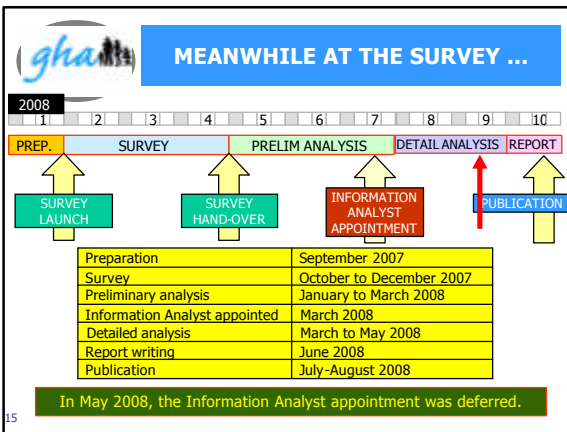 gha
MEANWHILE AT THE SURVEY ...
2008
1 2 3 4 5 6 7 8 9 10
PREP. SURVEY PRELIM ANALYSIS DETAIL ANALYSIS REPORT
SURVEY
LAUNCH
SURVEY
HAND-OVER
INFORMATION
ANALYST
APPOINTMENT
PUBLICATION
Preparation September 2007
Survey October to December 2007
Preliminary analysis January to March 2008
Information Analyst appointed March 2008
Detailed analysis March to May 2008
Report writing June 2008
Publication July-August 2008
In May 2008, the Information Analyst appointment was deferred.
15